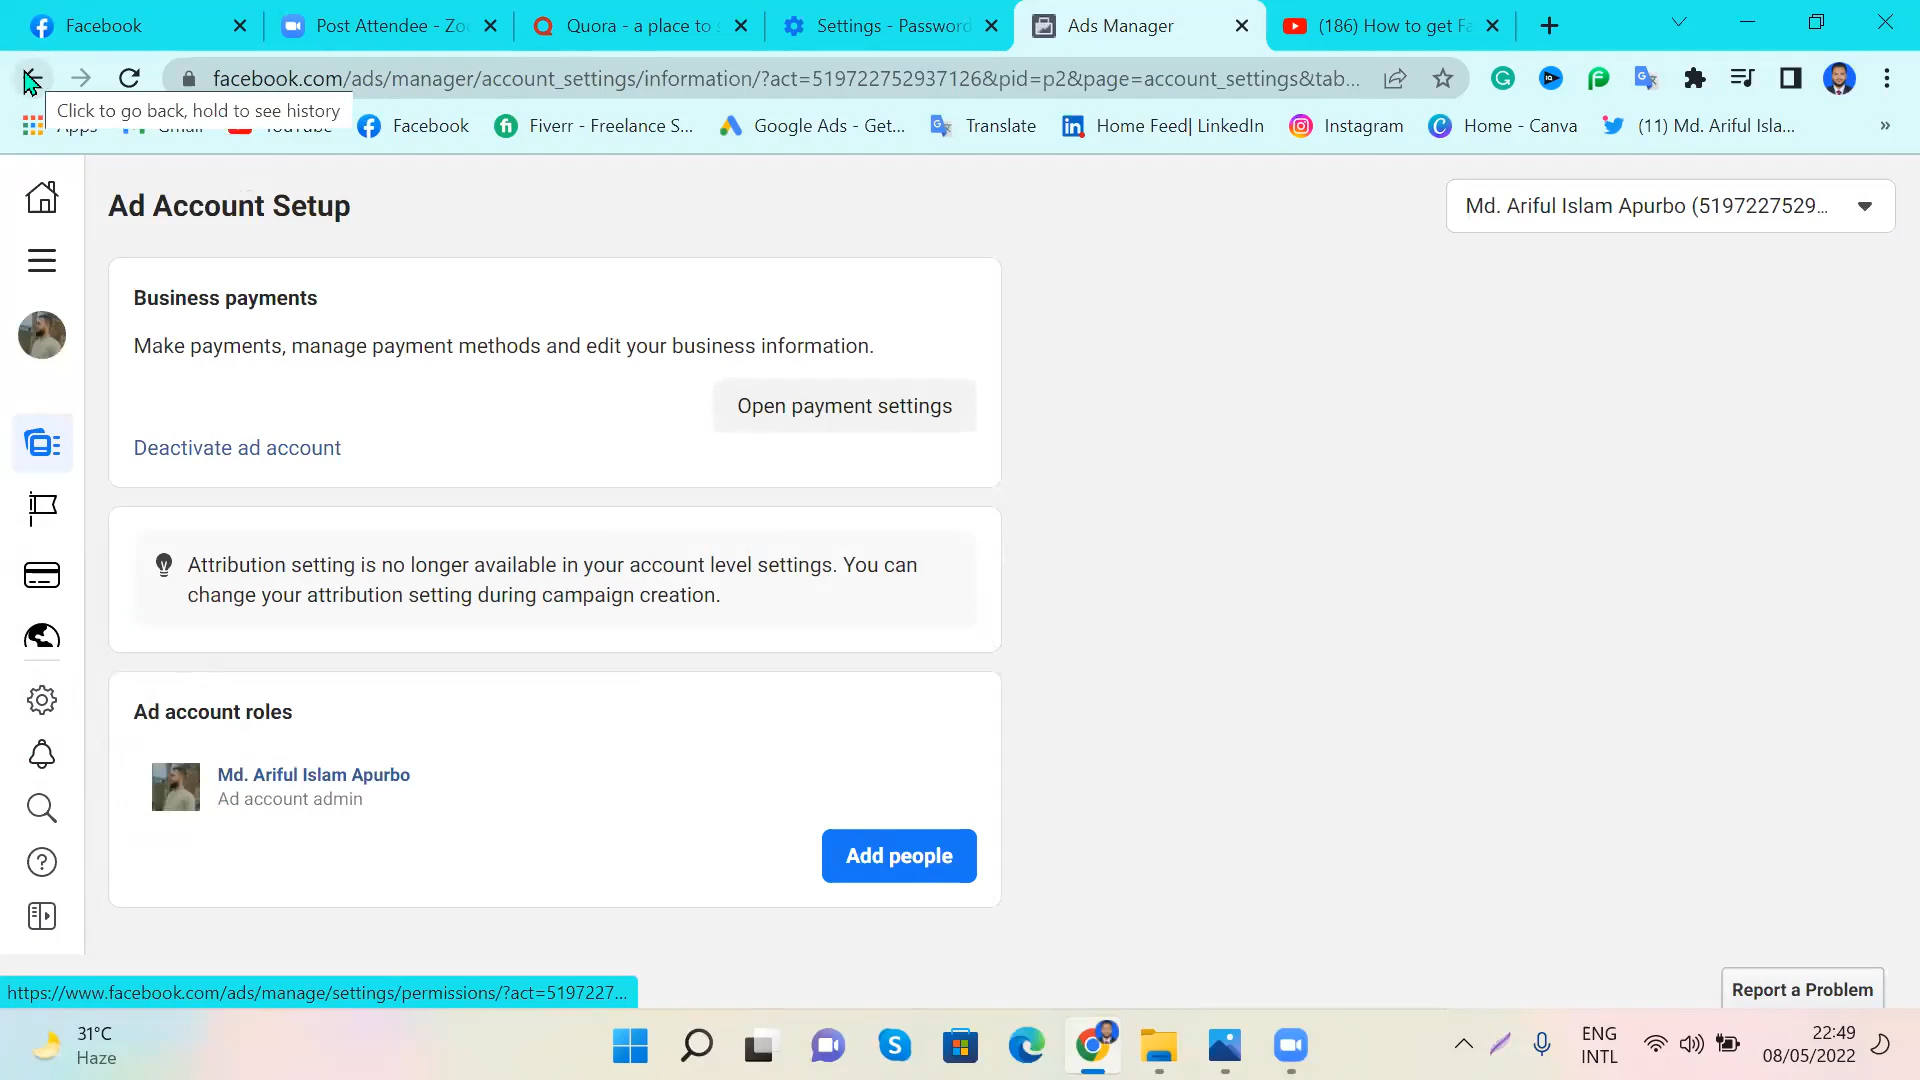 Facebook
Post Attendee - Zo
Quora - a place to
Settings - Password
Ads Manager
(186) How to get Fa
facebook.com/ads/manager/account_settings/information/?act=519722752937126&pid=p2&page=account_settings&tab...
Click to go back, hold to see history
Apps
Gmail
YouTube
Facebook
Fiverr - Freelance S...
Google Ads - Get...
Translate
Home Feed| LinkedIn
Instagram
Home - Canva
(11) Md. Ariful Isla...
»
Ad Account Setup
Md. Ariful Islam Apurbo (5197227529...
Business payments
Make payments, manage payment methods and edit your business information.
Open payment settings
Deactivate ad account
Attribution setting is no longer available in your account level settings. You can
change your attribution setting during campaign creation.
Ad account roles
Md. Ariful Islam Apurbo
Ad account admin
Add people
https://www.facebook.com/ads/manage/settings/permissions/?act=5197227...
Report a Problem
31°C
Haze
ENG
INTL
22:49
08/05/2022